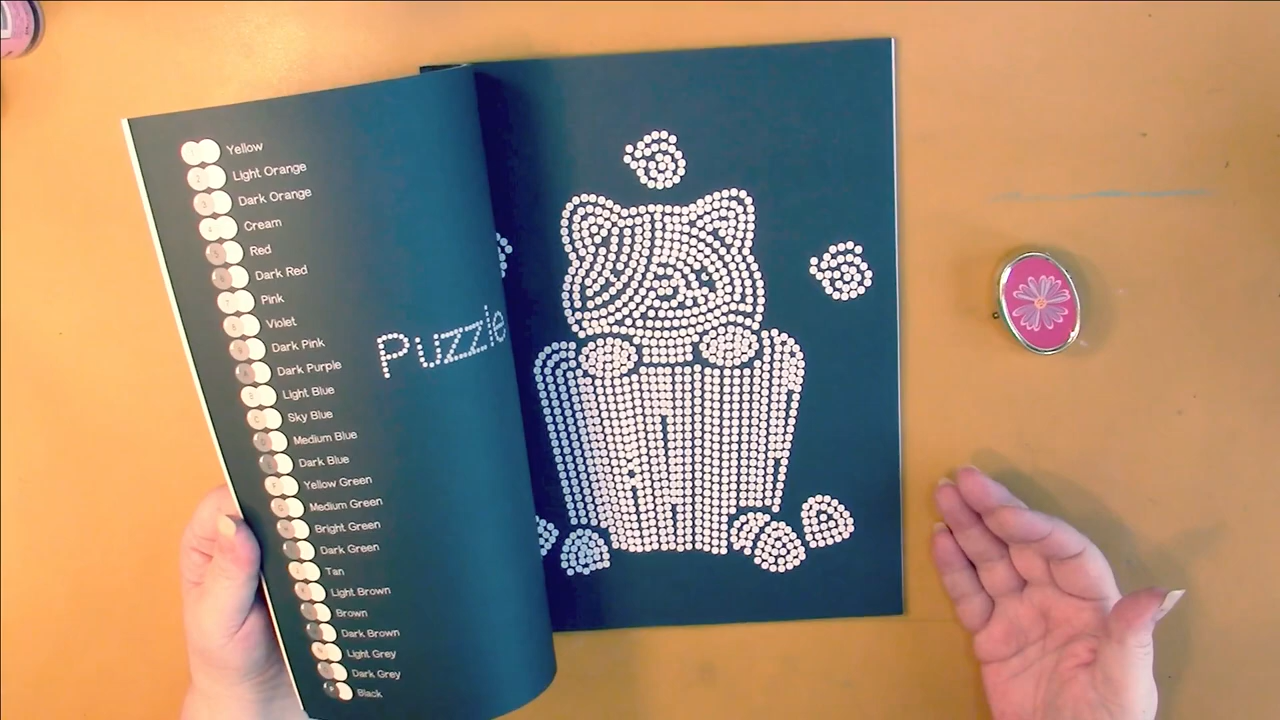 Yellow
Light Orange
Dark Orange
Cream
Red
Dark Red
Pink
Violet
Dark Pink
Dark Purple
Light Blue
Sky Blue
Medium Blue
Dark Blue
Yellow Green
Medium Green
Bright Green
Dark Green
Tan
Light Brown
Brown
Dark Brown
Light Grey
Dark Grey
Black
Puzzle